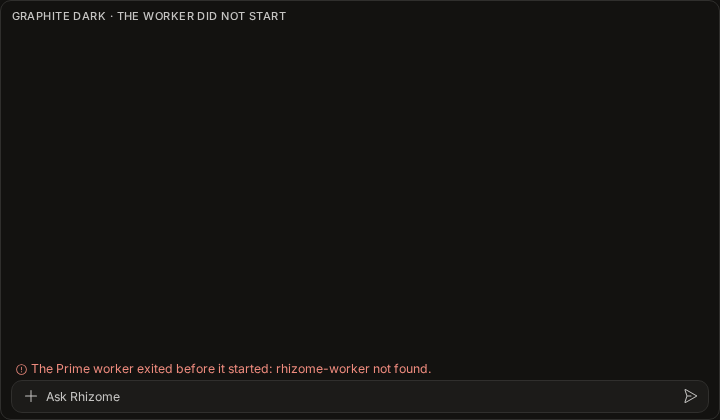 GRAPHITE DARK · THE WORKER DID NOT START
The Prime worker exited before it started: rhizome-worker not found.
Ask Rhizome